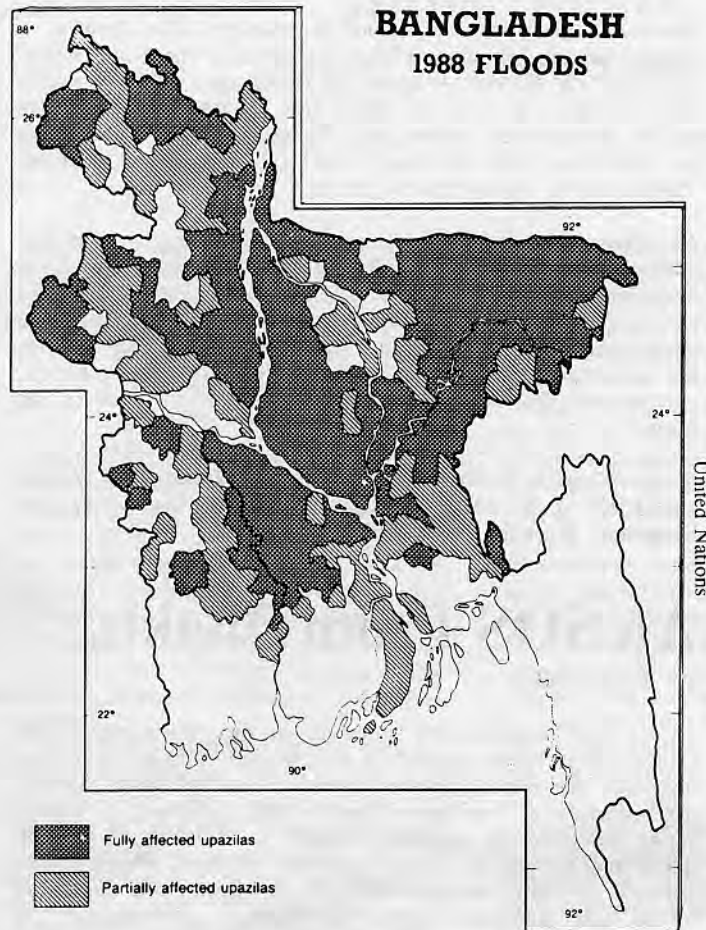 BANGLADESH
1988 FLOODS
88°
26°
92°
24°
24°
United Nations
22°
90°
Fully affected upazilas
Partially affected upazilas
92°